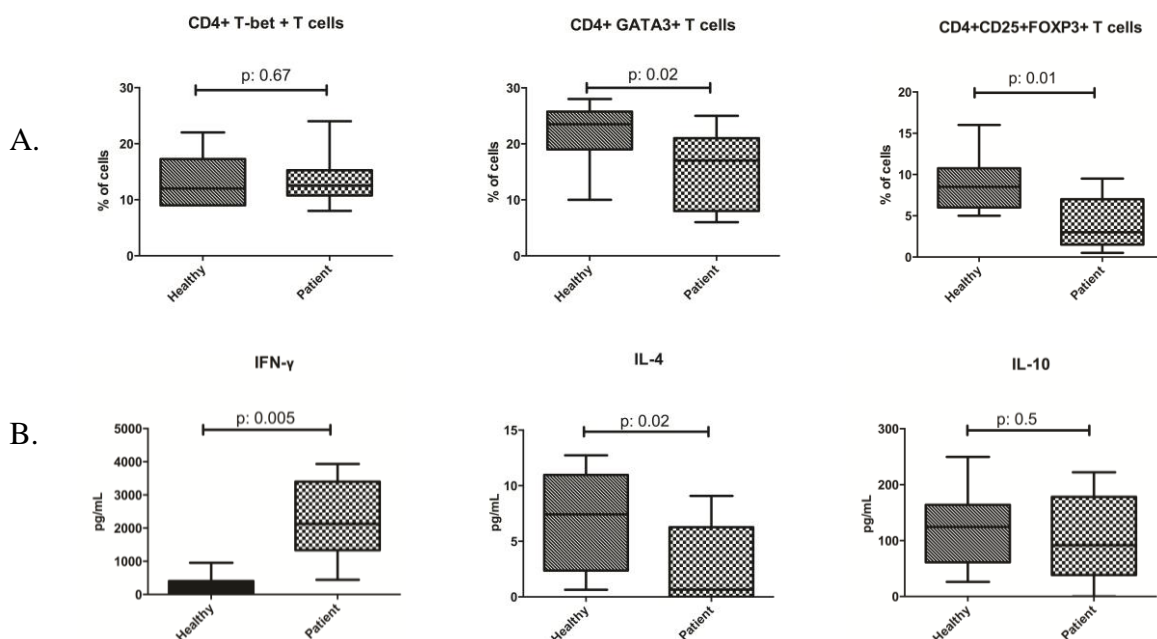 CD4+ T-bet + T cells
CD4+ GATA3+ T cells
CD4+CD25+FOXP3+ T cells
A.
p: 0.67
p: 0.02
p: 0.01
% of cells
30
20
10
0
Healthy
Patient
% of cells
30
20
10
0
Healthy
Patient
% of cells
20
15
10
5
0
Healthy
Patient
IFN-γ
IL-4
IL-10
B.
p: 0.005
p: 0.02
p: 0.5
pg/mL
5000
4000
3000
2000
1000
0
Healthy
Patient
pg/mL
15
10
5
0
Healthy
Patient
pg/mL
300
200
100
0
Healthy
Patient